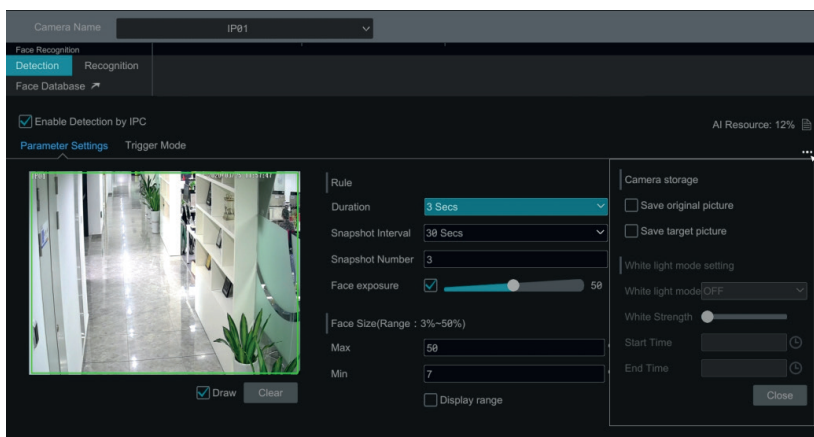 Camera Name IP01
Face Recognition
Detection Recognition
Face Database
Enable Detection by IPC
AI Resource: 12%
Parameter Settings Trigger Mode
...
Rule
Duration 3 Secs
Snapshot Interval 30 Secs
Snapshot Number 3
Face exposure 50
Face Size(Range : 3%~50%)
Max 50
Min 7
Display range
Draw Clear
Camera storage
Save original picture
Save target picture
White light mode setting
White light mode OFF
White Strength
Start Time
End Time
Close